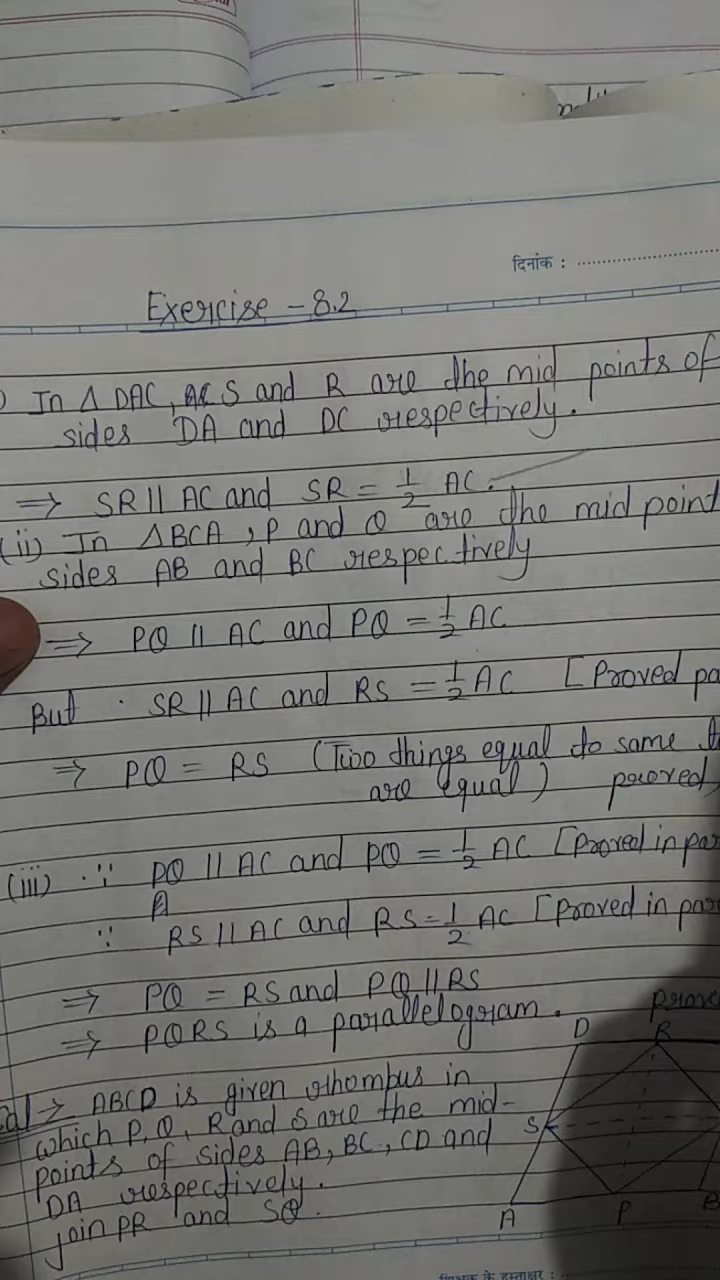 दिनांक :
Exercise - 8.2
) In Δ DAC, S and R are the mid points of
sides DA and DC respectively.
⇒ SR || AC and SR = 1/2 AC.
(ii) In ΔBCA, P and Q are the mid point
sides AB and BC respectively
⇒ PQ || AC and PQ = 1/2 AC
But SR || AC and RS = 1/2 AC [Proved pa
⇒ PQ = RS (Two things equal to same
are equal) proved
(iii) ∵ PQ || AC and PQ = 1/2 AC [Proved in par
∵ RS || AC and RS = 1/2 AC [Proved in par
⇒ PQ = RS and PQ || RS
⇒ PQRS is a parallelogram. prove
→ ABCD is given rhombus in
which P, Q, R and S are the mid-
points of sides AB, BC, CD and
DA respectively.
join PR and SQ.
D R
S
A P B